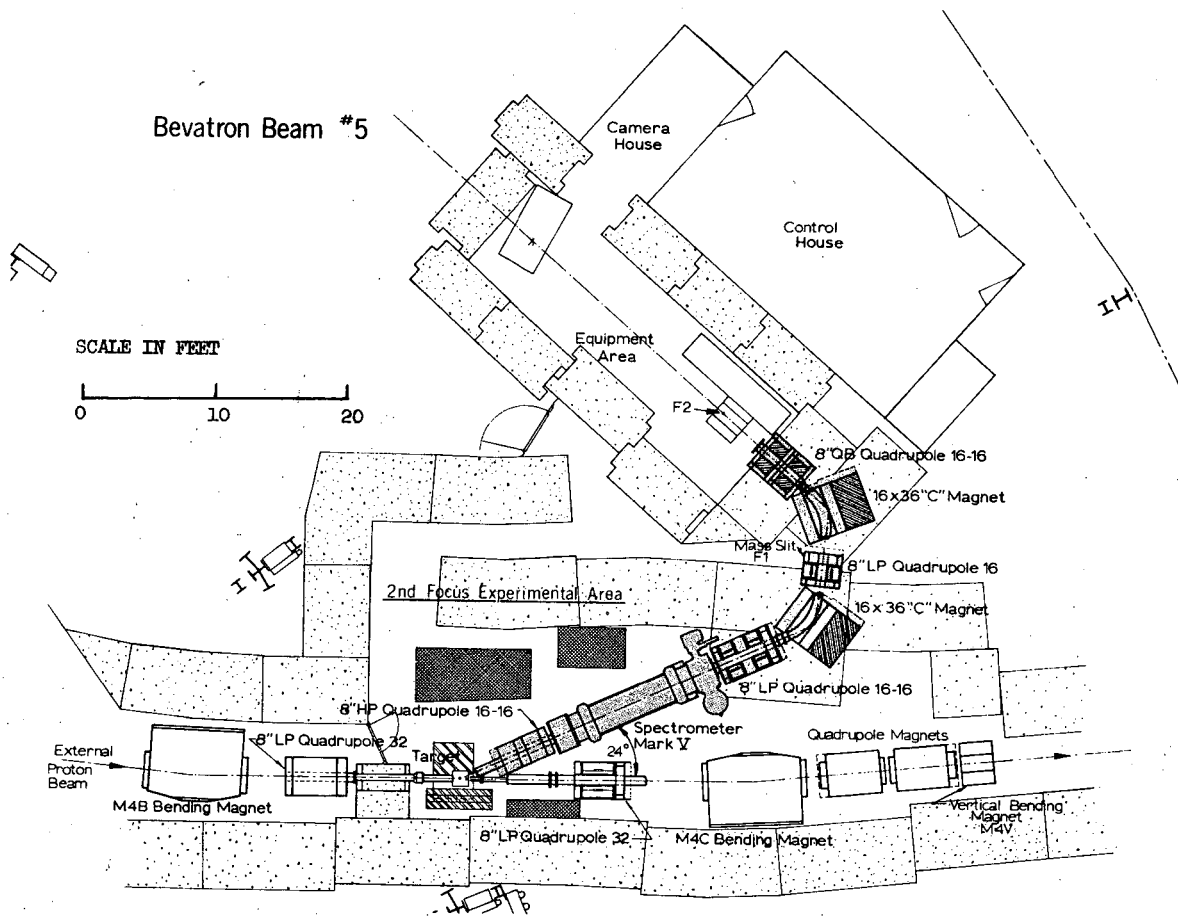 Bevatron Beam #5
Camera
House
Control
House
SCALE IN FEET
0 10 20
Equipment
Area
F2
8"QB Quadrupole 16-16
16x36"C" Magnet
Mass Slit
F1
8"LP Quadrupole 16
2nd Focus Experimental Area
16x36"C" Magnet
8"LP Quadrupole 16-16
8"HP Quadrupole 16-16
Spectrometer
Mark V
24°
Quadrupole Magnets
8"LP Quadrupole 32
Target
External
Proton
Beam
M4B Bending Magnet
8"LP Quadrupole 32
M4C Bending Magnet
Vertical Bending
Magnet
M4V